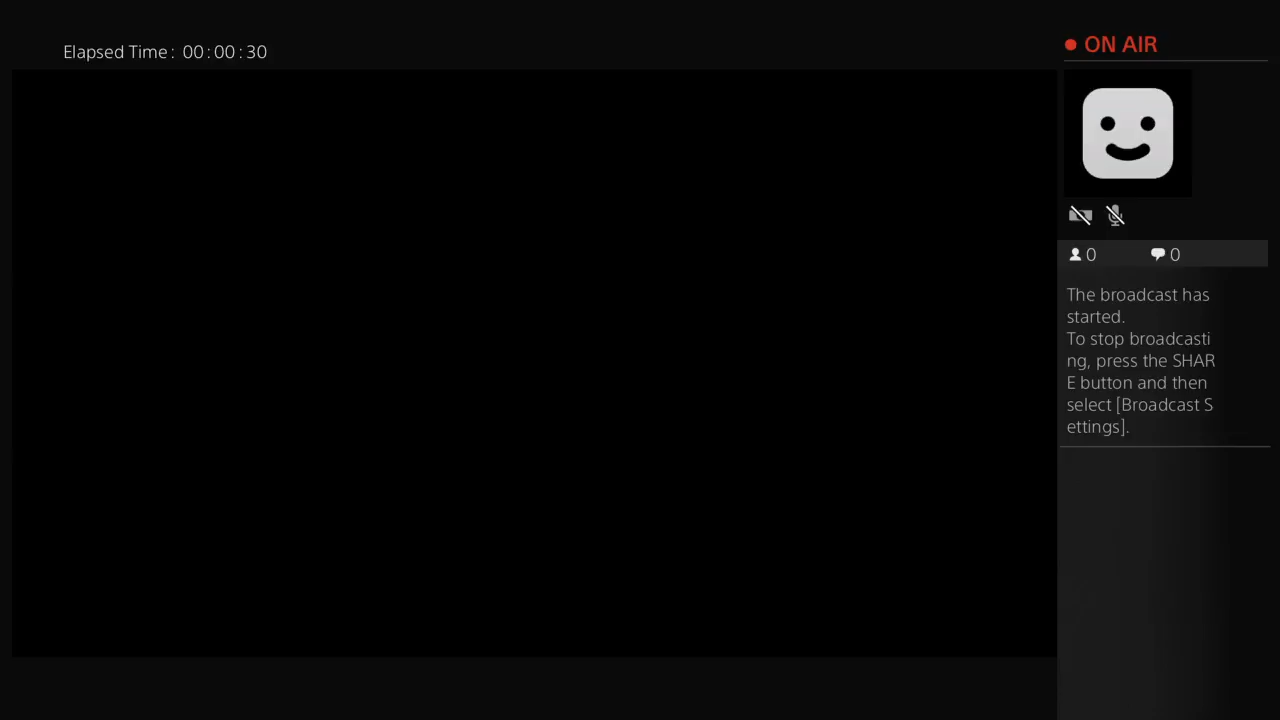 Elapsed Time: 00:00:30
ON AIR
0 0
The broadcast has
started.
To stop broadcasti
ng, press the SHAR
E button and then
select [Broadcast S
ettings].